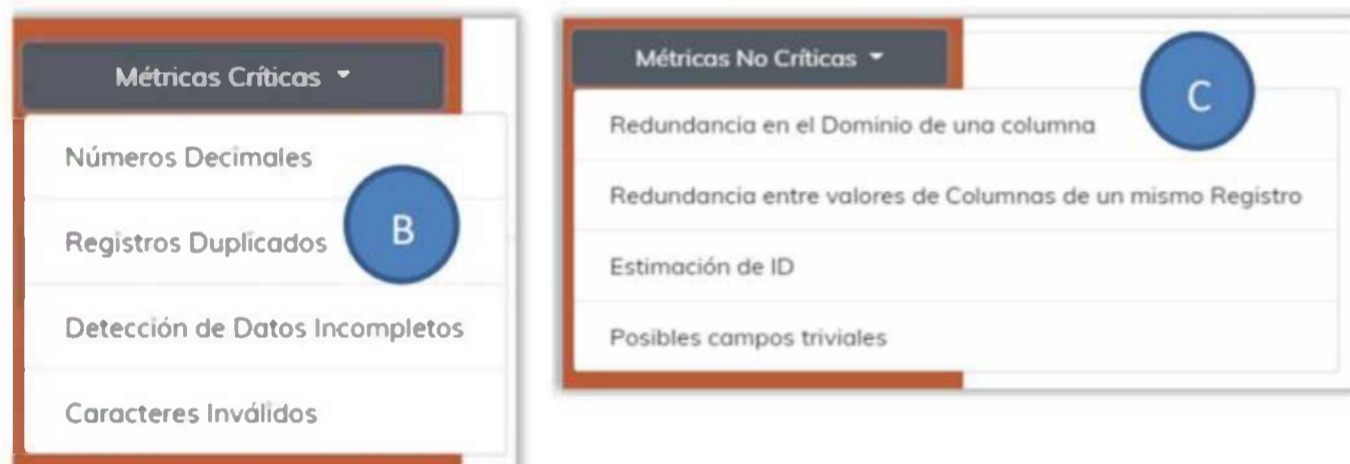 Métricas Críticas
Números Decimales
Registros Duplicados
B
Detección de Datos Incompletos
Caracteres Inválidos
Métricas No Críticas
C
Redundancia en el Dominio de una columna
Redundancia entre valores de Columnas de un mismo Registro
Estimación de ID
Posibles campos triviales